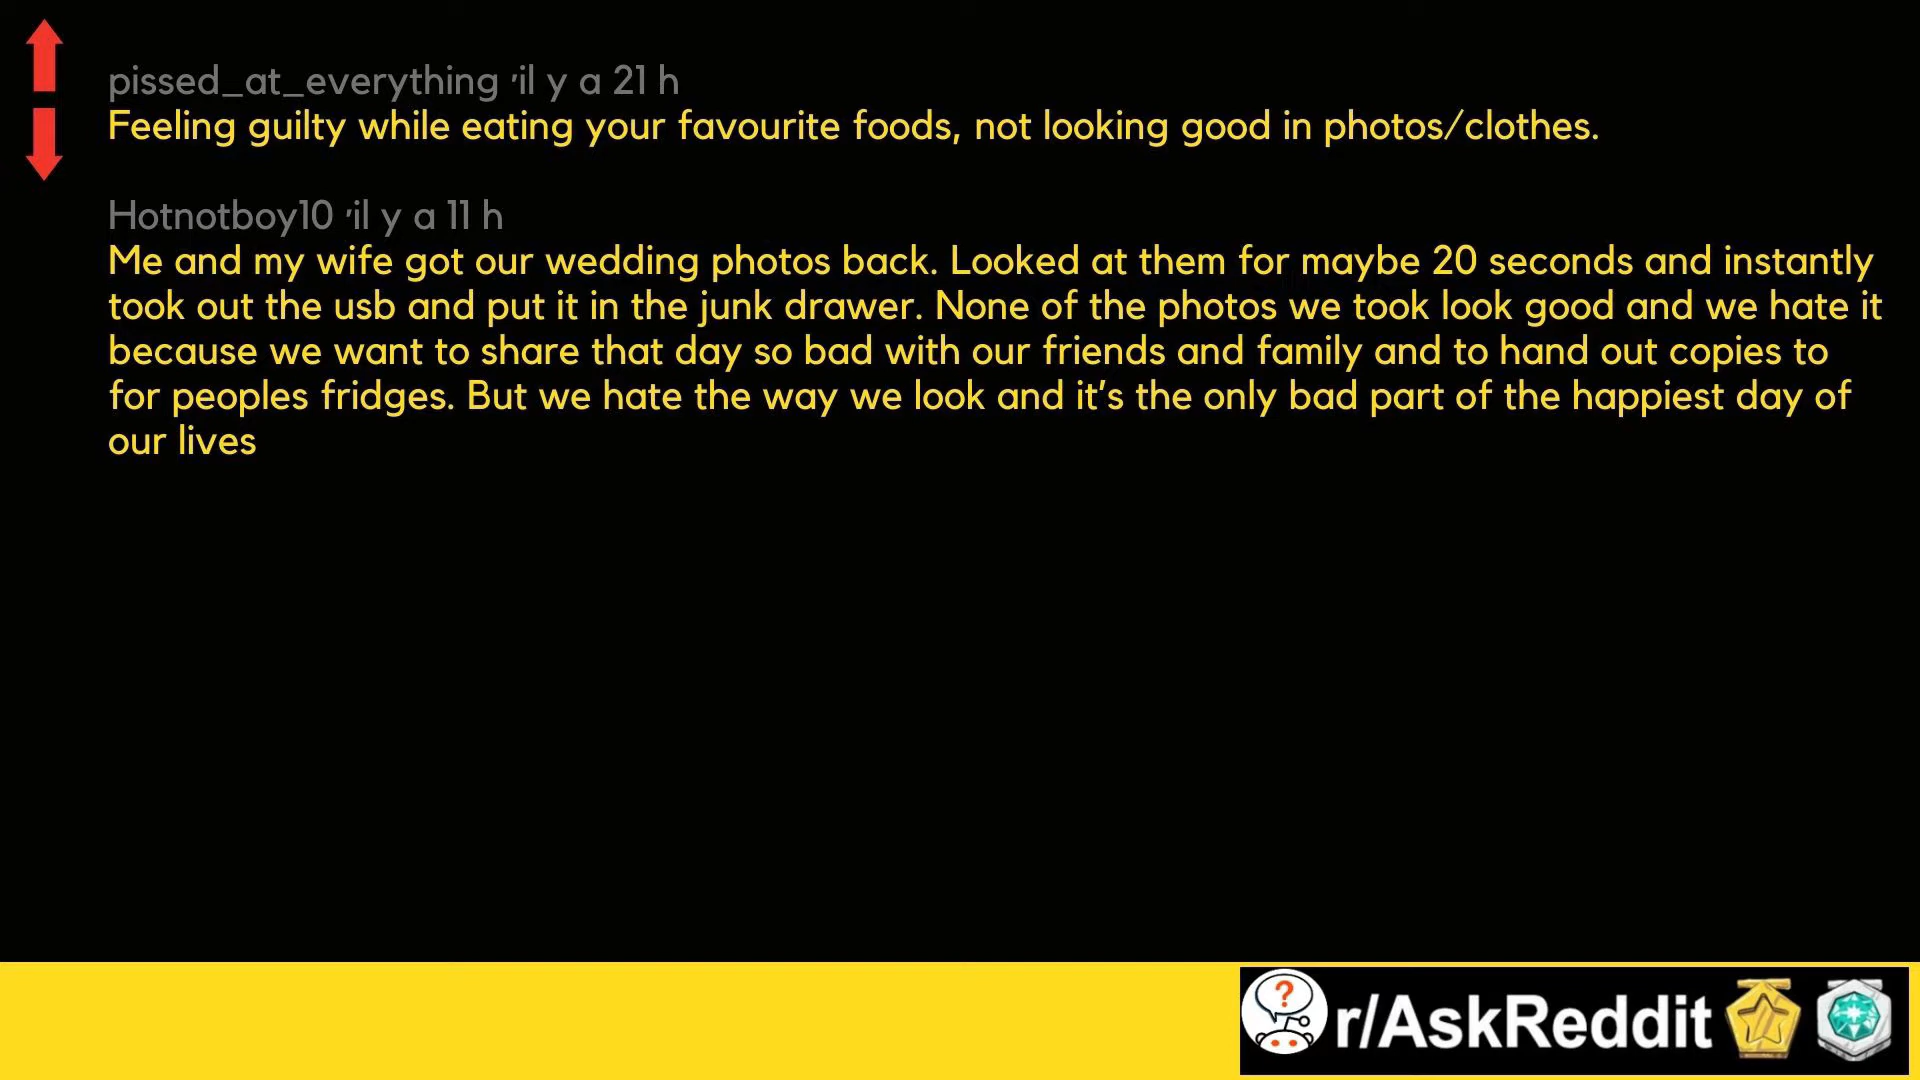 pissed_at_everything ·il y a 21 h
Feeling guilty while eating your favourite foods, not looking good in photos/clothes.
Hotnotboy10 ·il y a 11 h
Me and my wife got our wedding photos back. Looked at them for maybe 20 seconds and instantly
took out the usb and put it in the junk drawer. None of the photos we took look good and we hate it
because we want to share that day so bad with our friends and family and to hand out copies to
for peoples fridges. But we hate the way we look and it’s the only bad part of the happiest day of
our lives
?
r/AskReddit